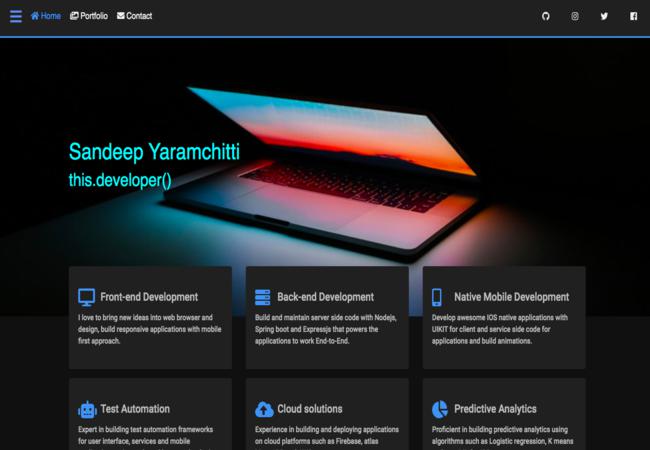 Home Portfolio Contact
Sandeep Yaramchitti
this.developer()
Front-end Development
I love to bring new ideas into web browser and
design, build responsive applications with mobile
first approach.
Back-end Development
Build and maintain server side code with Nodejs,
Spring boot and Expressjs that powers the
applications to work End-to-End.
Native Mobile Development
Develop awesome IOS native applications with
UIKIT for client and service side code for
applications and build animations.
Test Automation
Expert in building test automation frameworks
for user interface, services and mobile
Cloud solutions
Experience in building and deploying applications
on cloud platforms such as Firebase, atlas
Predictive Analytics
Proficient in building predictive analytics using
algorithms such as Logistic regression, K means